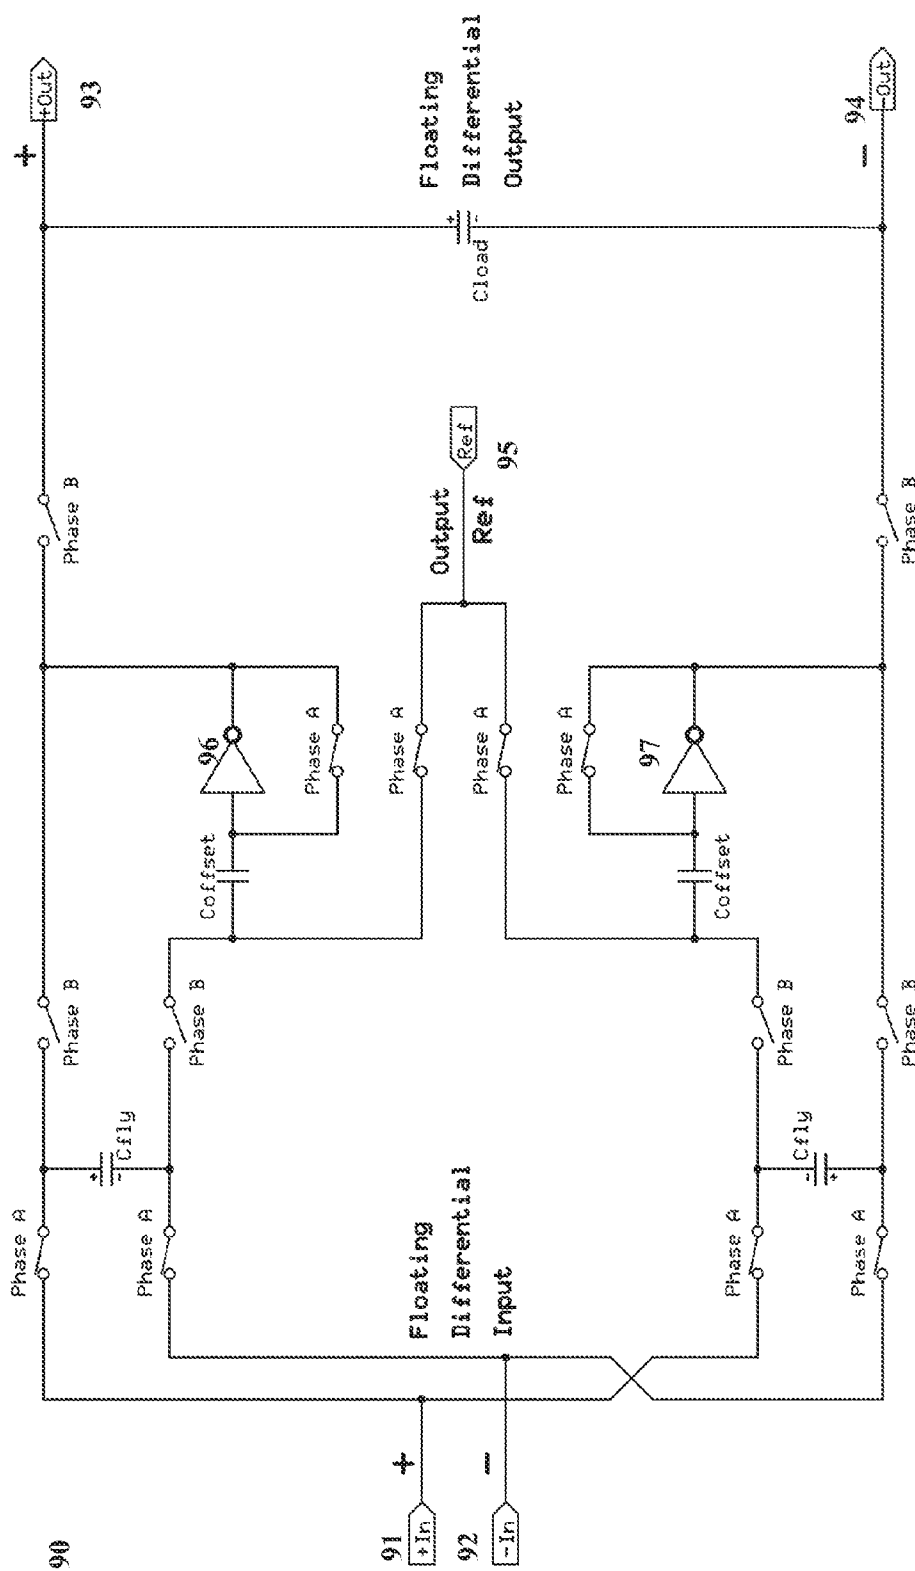 90
91
+In
+
92
-In
−
Floating
Differential
Input
Phase A
Phase A
Phase A
Phase A
+
-
Cfly
-
+
Cfly
Phase B
Phase B
Phase B
Phase B
Coffset
96
Phase A
Phase A
Phase A
Phase A
97
Coffset
Output
Ref
Ref
95
Phase B
Phase B
+
-
Cload
Floating
Differential
Output
+
+Out
93
−
-Out
94